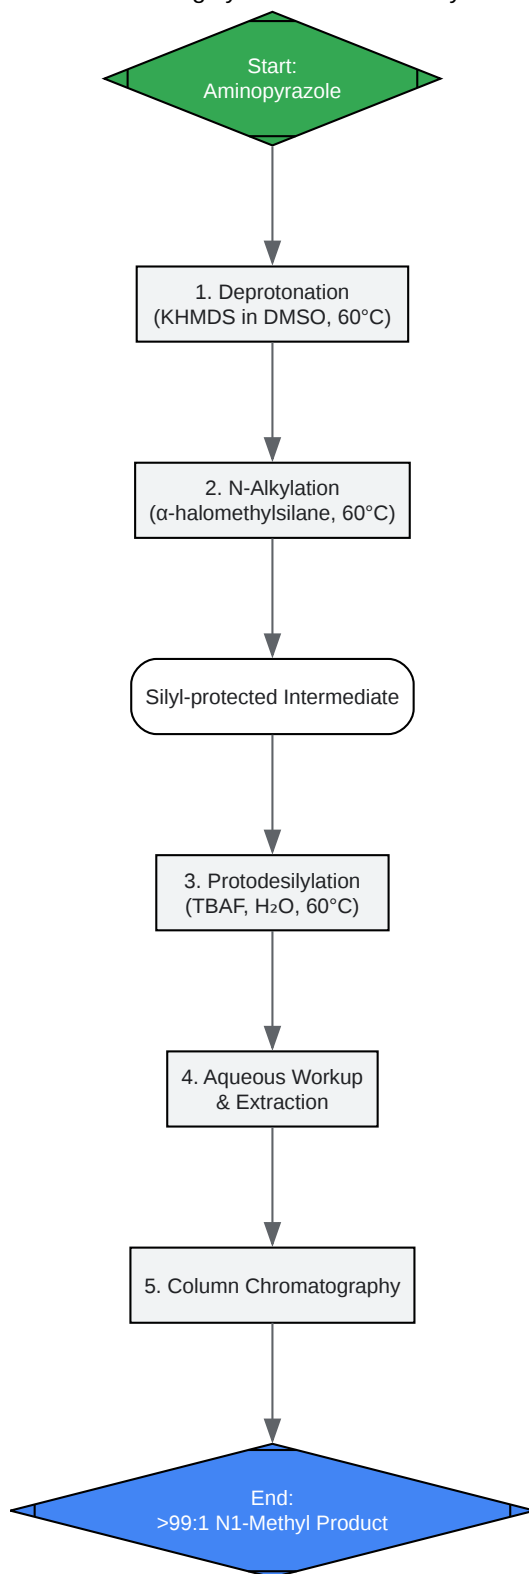 Start:
Aminopyrazole
1. Deprotonation
(KHMDS in DMSO, 60°C)
2. N-Alkylation
(α-halomethylsilane, 60°C)
Silyl-protected Intermediate
3. Protodesilylation
(TBAF, H₂O, 60°C)
4. Aqueous Workup
& Extraction
5. Column Chromatography
End:
>99:1 N1-Methyl Product